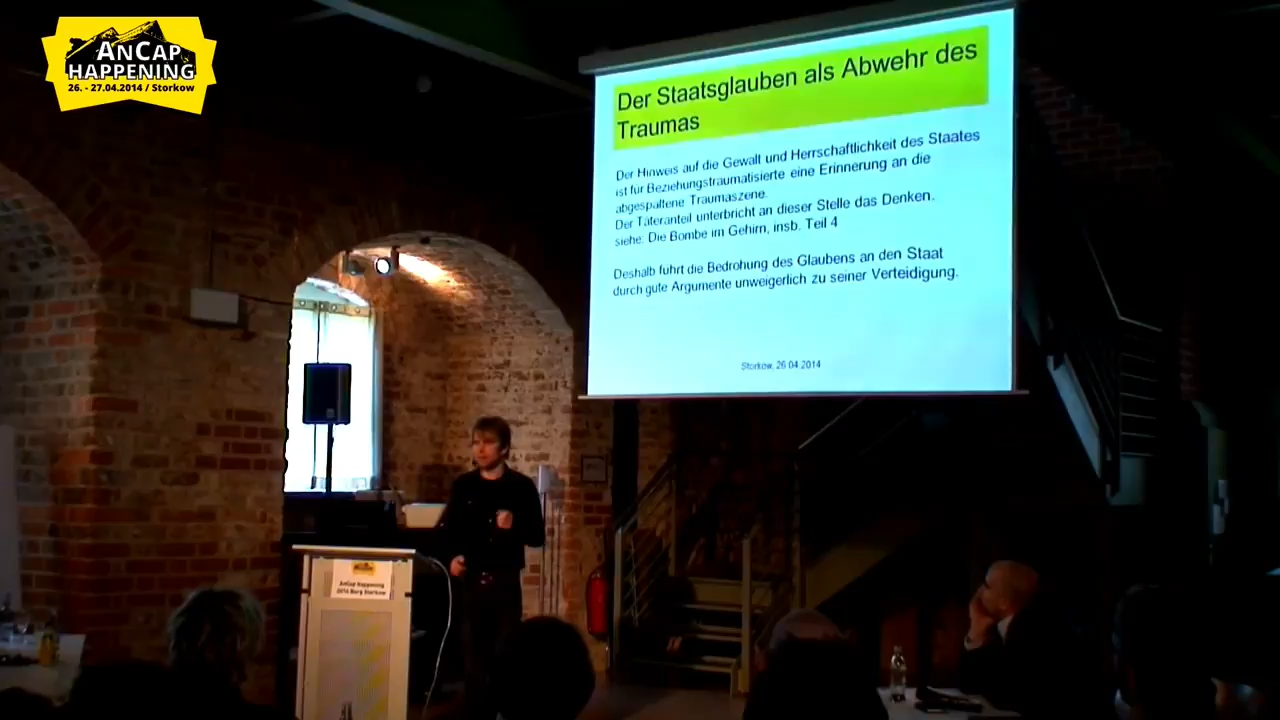 ANCAP
HAPPENING
26. - 27.04.2014 / Storkow
Der Staatsglauben als Abwehr des
Traumas
Der Hinweis auf die Gewalt und Herrschaftlichkeit des Staates
ist für Beziehungstraumatisierte eine Erinnerung an die
abgespaltene Traumaszene.
Der Täteranteil unterbricht an dieser Stelle das Denken.
siehe: Die Bombe im Gehirn, insb. Teil 4
Deshalb führt die Bedrohung des Glaubens an den Staat
durch gute Argumente unweigerlich zu seiner Verteidigung.
Storkow, 26.04.2014
AnCap Happening
2014 Burg Storkow